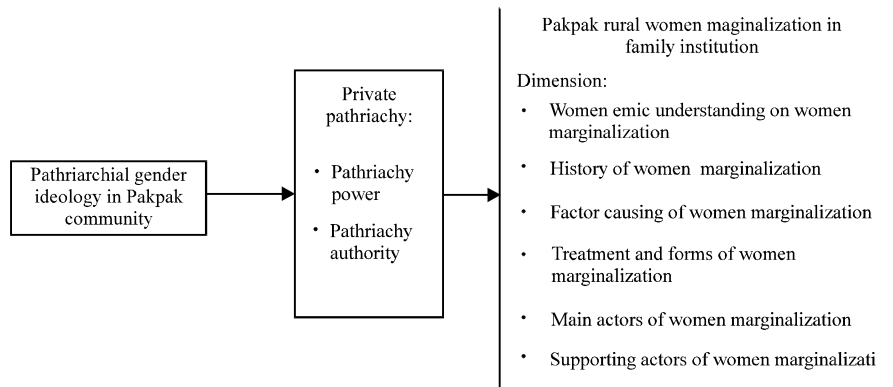 Pathriarchial gender
ideology in Pakpak
community
Private
pathriachy:
• Pathriachy
power
• Pathriachy
authority
Pakpak rural women maginalization in
family institution
Dimension:
• Women emic understanding on women
marginalization
• History of women marginalization
• Factor causing of women marginalization
• Treatment and forms of women
marginalization
• Main actors of women marginalization
• Supporting actors of women marginalizati